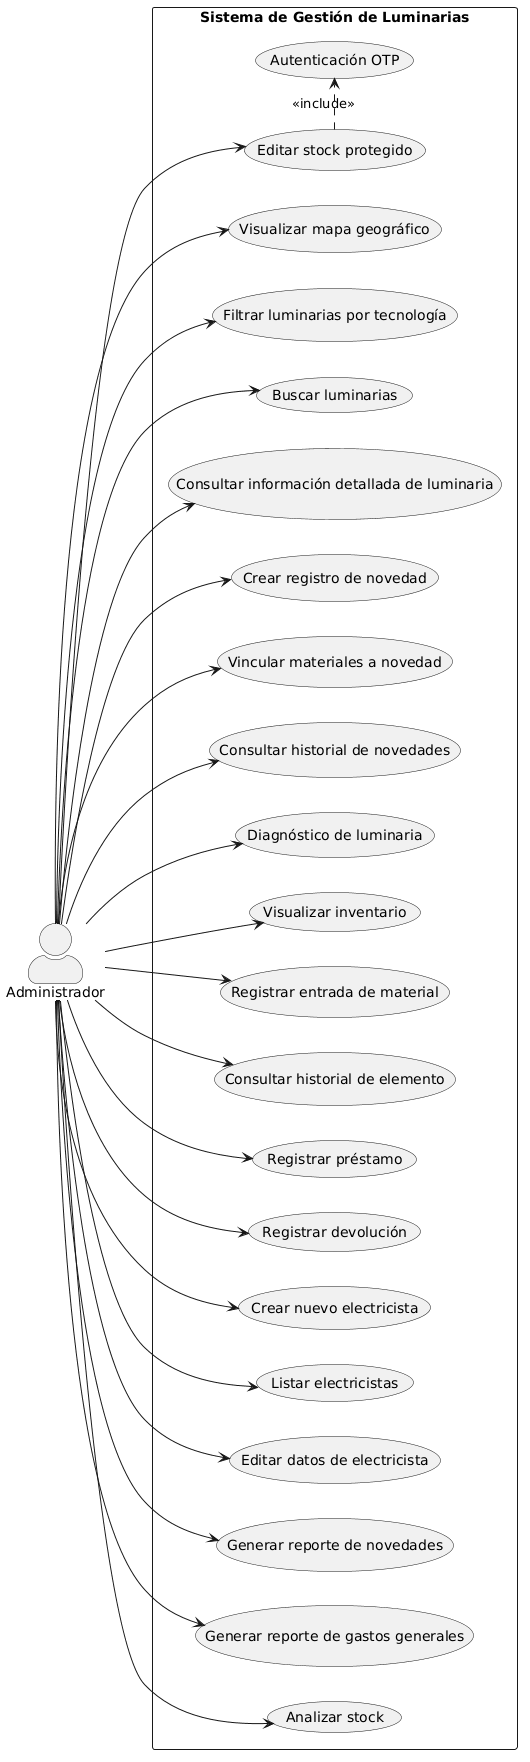 Sistema de Gestión de Luminarias
Autenticación OTP
«include»
Editar stock protegido
Visualizar mapa geográfico
Filtrar luminarias por tecnología
Buscar luminarias
Consultar información detallada de luminaria
Crear registro de novedad
Vincular materiales a novedad
Consultar historial de novedades
Diagnóstico de luminaria
Visualizar inventario
Registrar entrada de material
Administrador
Consultar historial de elemento
Registrar préstamo
Registrar devolución
Crear nuevo electricista
Listar electricistas
Editar datos de electricista
Generar reporte de novedades
Generar reporte de gastos generales
Analizar stock